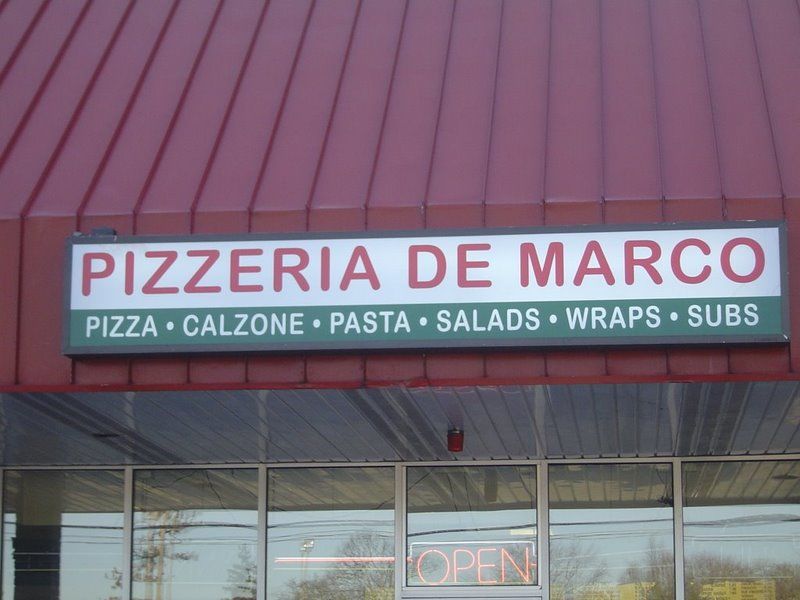 PIZZERIA DE MARCO
PIZZA • CALZONE • PASTA • SALADS • WRAPS • SUBS
OPEN